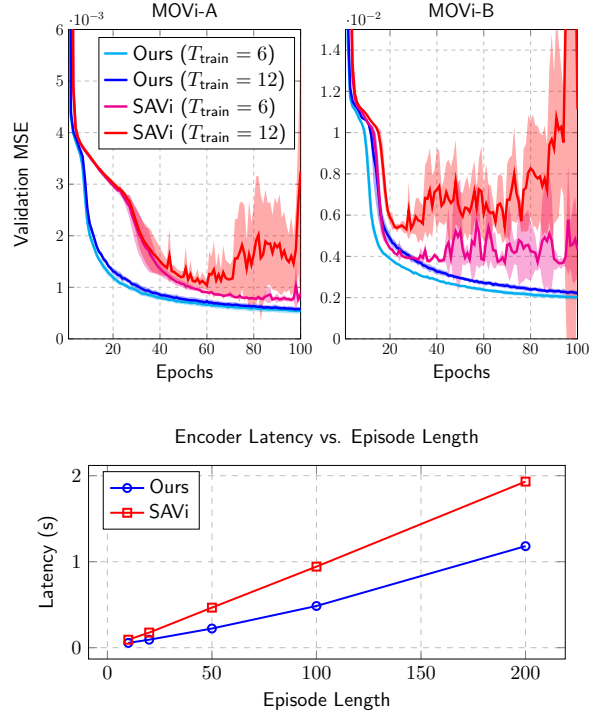 MOVi-A
MOVi-B
·10⁻³
·10⁻²
Validation MSE
6
5
4
3
2
1
0
Ours (T_train = 6)
Ours (T_train = 12)
SAVi (T_train = 6)
SAVi (T_train = 12)
20 40 60 80 100
Epochs
1.4
1.2
1
0.8
0.6
0.4
0.2
0
20 40 60 80 100
Epochs
Encoder Latency vs. Episode Length
Latency (s)
2
1
0
Ours
SAVi
0 50 100 150 200
Episode Length